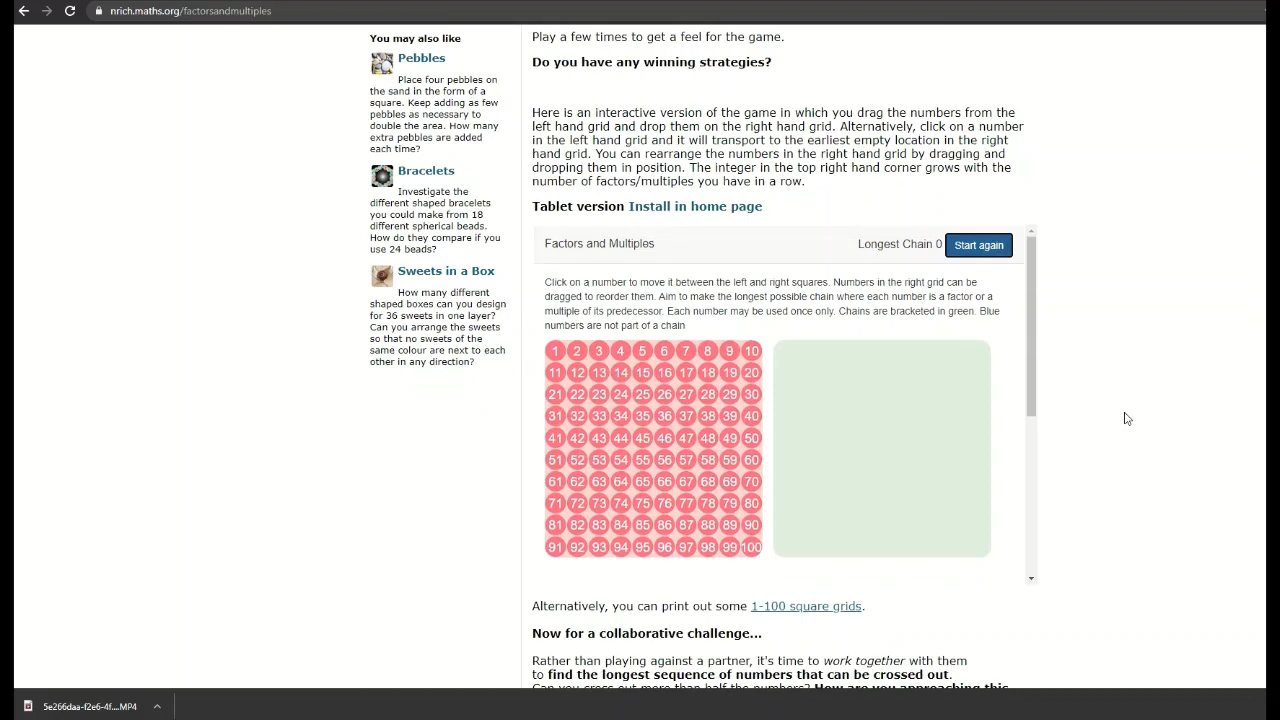 nrich.maths.org/factorsandmultiples
You may also like
Pebbles
Place four pebbles on
the sand in the form of a
square. Keep adding as few
pebbles as necessary to
double the area. How many
extra pebbles are added
each time?
Bracelets
Investigate the
different shaped bracelets
you could make from 18
different spherical beads.
How do they compare if you
use 24 beads?
Sweets in a Box
How many different
shaped boxes can you design
for 36 sweets in one layer?
Can you arrange the sweets
so that no sweets of the
same colour are next to each
other in any direction?
Play a few times to get a feel for the game.
Do you have any winning strategies?
Here is an interactive version of the game in which you drag the numbers from the
left hand grid and drop them on the right hand grid. Alternatively, click on a number
in the left hand grid and it will transport to the earliest empty location in the right
hand grid. You can rearrange the numbers in the right hand grid by dragging and
dropping them in position. The integer in the top right hand corner grows with the
number of factors/multiples you have in a row.
Tablet version Install in home page
Factors and Multiples Longest Chain 0 Start again
Click on a number to move it between the left and right squares. Numbers in the right grid can be
dragged to reorder them. Aim to make the longest possible chain where each number is a factor or a
multiple of its predecessor. Each number may be used once only. Chains are bracketed in green. Blue
numbers are not part of a chain
1 2 3 4 5 6 7 8 9 10
11 12 13 14 15 16 17 18 19 20
21 22 23 24 25 26 27 28 29 30
31 32 33 34 35 36 37 38 39 40
41 42 43 44 45 46 47 48 49 50
51 52 53 54 55 56 57 58 59 60
61 62 63 64 65 66 67 68 69 70
71 72 73 74 75 76 77 78 79 80
81 82 83 84 85 86 87 88 89 90
91 92 93 94 95 96 97 98 99 100
Alternatively, you can print out some 1-100 square grids.
Now for a collaborative challenge...
Rather than playing against a partner, it's time to work together with them
to find the longest sequence of numbers that can be crossed out.
Can you cross out more than half the numbers? How are you approaching this
5e266daa-f2e6-4f....MP4